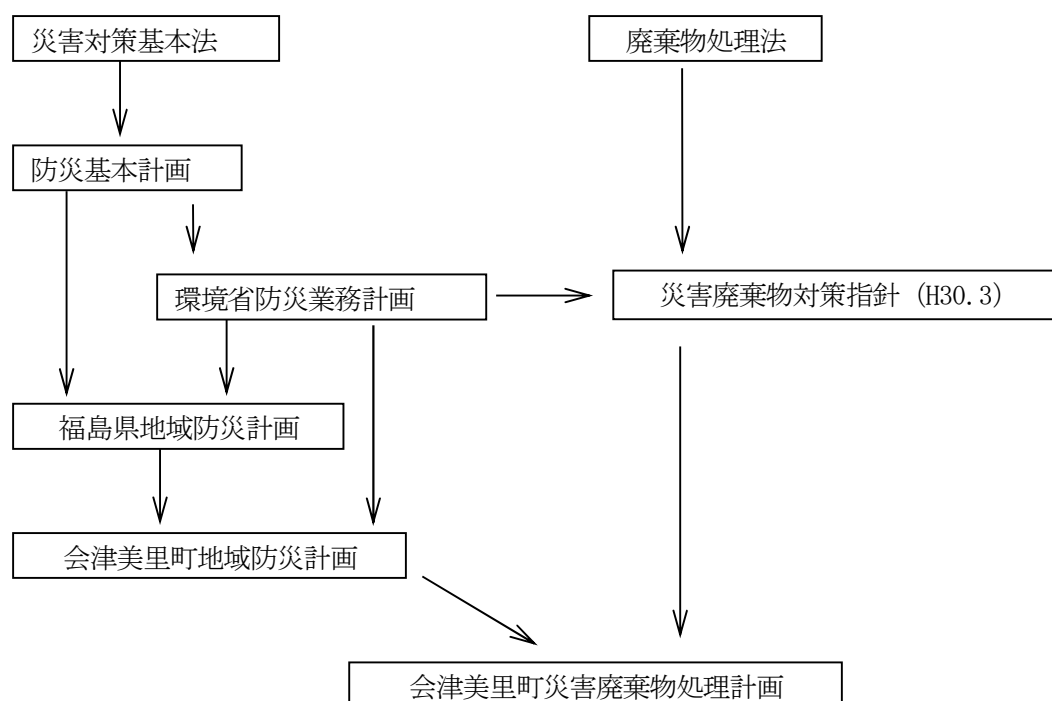 災害対策基本法
廃棄物処理法
防災基本計画
環境省防災業務計画
災害廃棄物対策指針（H30.3）
福島県地域防災計画
会津美里町地域防災計画
会津美里町災害廃棄物処理計画